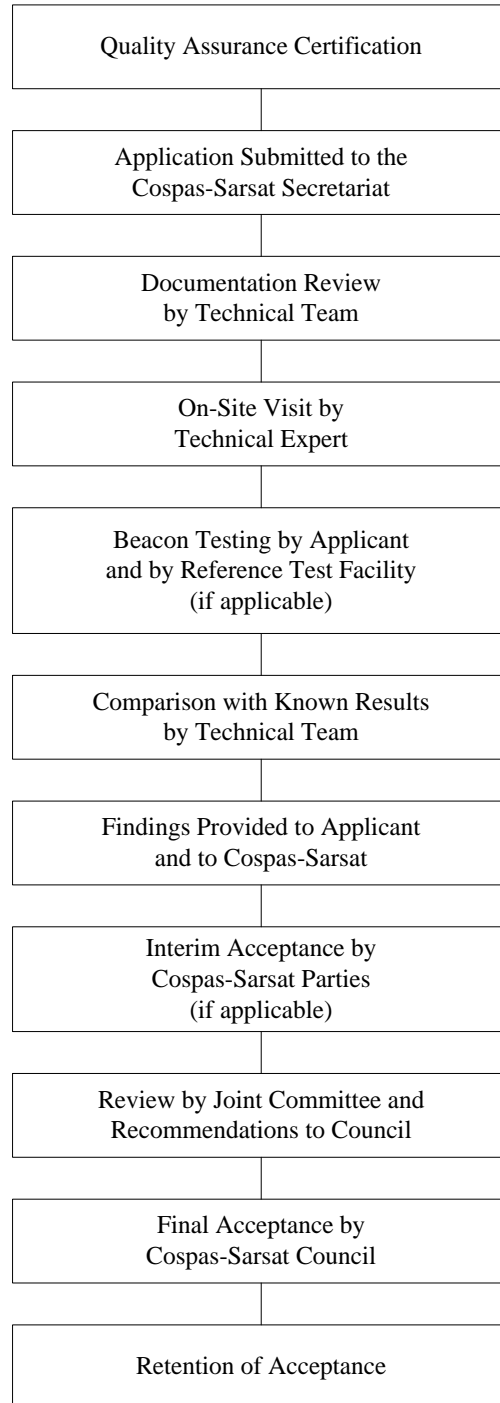 Quality Assurance Certification
Application Submitted to the
Cospas-Sarsat Secretariat
Documentation Review
by Technical Team
On-Site Visit by
Technical Expert
Beacon Testing by Applicant
and by Reference Test Facility
(if applicable)
Comparison with Known Results
by Technical Team
Findings Provided to Applicant
and to Cospas-Sarsat
Interim Acceptance by
Cospas-Sarsat Parties
(if applicable)
Review by Joint Committee and
Recommendations to Council
Final Acceptance by
Cospas-Sarsat Council
Retention of Acceptance